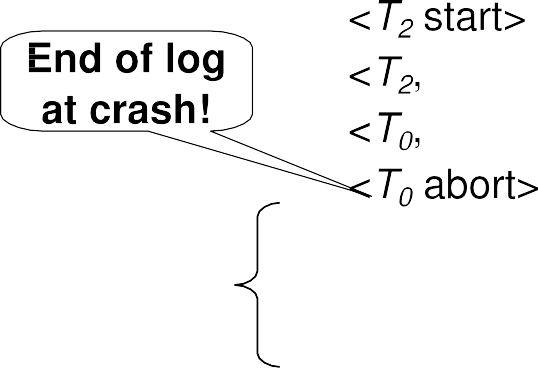 <T2 start>
End of log
at crash!
<T2,
<T0,
<T0 abort>